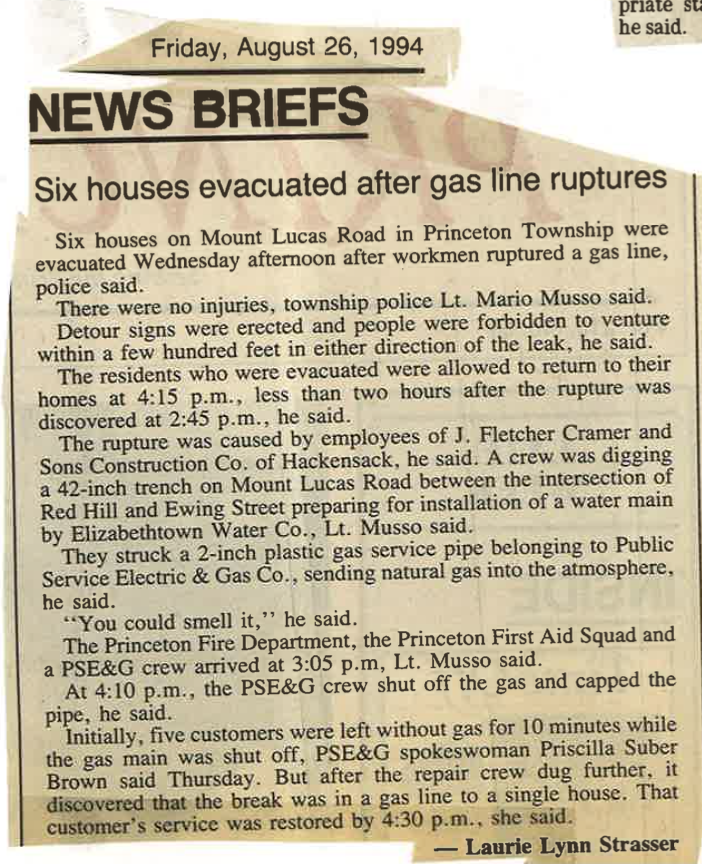 priate
he said.
Friday, August 26, 1994
NEWS BRIEFS
Six houses evacuated after gas line ruptures
Six houses on Mount Lucas Road in Princeton Township were
evacuated Wednesday afternoon after workmen ruptured a gas line,
police said.
There were no injuries, township police Lt. Mario Musso said.
Detour signs were erected and people were forbidden to venture
within a few hundred feet in either direction of the leak, he said.
The residents who were evacuated were allowed to return to their
homes at 4:15 p.m., less than two hours after the rupture was
discovered at 2:45 p.m., he said.
The rupture was caused by employees of J. Fletcher Cramer and
Sons Construction Co. of Hackensack, he said. A crew was digging
a 42-inch trench on Mount Lucas Road between the intersection of
Red Hill and Ewing Street preparing for installation of a water main
by Elizabethtown Water Co., Lt. Musso said.
They struck a 2-inch plastic gas service pipe belonging to Public
Service Electric & Gas Co., sending natural gas into the atmosphere,
he said.
‘‘You could smell it,’’ he said.
The Princeton Fire Department, the Princeton First Aid Squad and
a PSE&G crew arrived at 3:05 p.m, Lt. Musso said.
At 4:10 p.m., the PSE&G crew shut off the gas and capped the
pipe, he said.
Initially, five customers were left without gas for 10 minutes while
the gas main was shut off, PSE&G spokeswoman Priscilla Suber
Brown said Thursday. But after the repair crew dug further, it
discovered that the break was in a gas line to a single house. That
customer's service was restored by 4:30 p.m., she said.
— Laurie Lynn Strasser